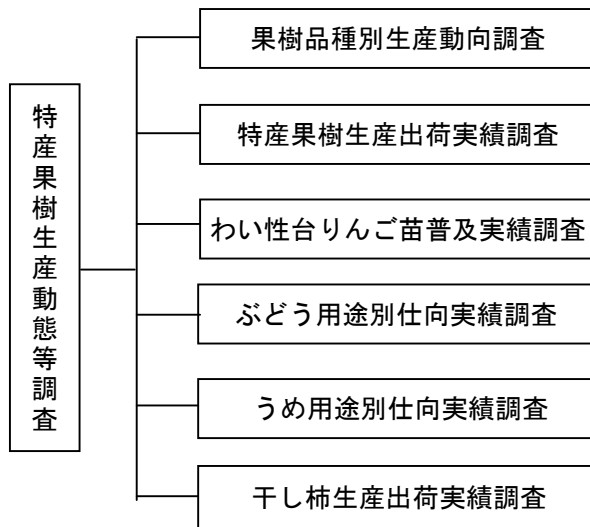 特産果樹生産動態等調査
果樹品種別生産動向調査
特産果樹生産出荷実績調査
わい性台りんご苗普及実績調査
ぶどう用途別仕向実績調査
うめ用途別仕向実績調査
干し柿生産出荷実績調査